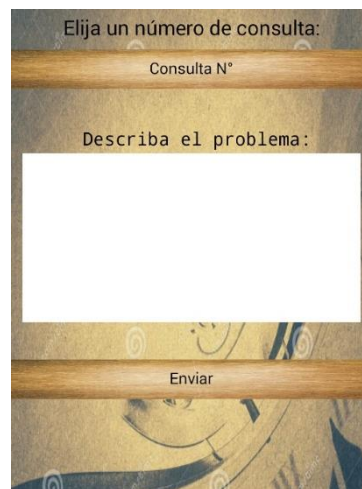 Elija un número de consulta:
Consulta N°
Describa el problema:
Enviar